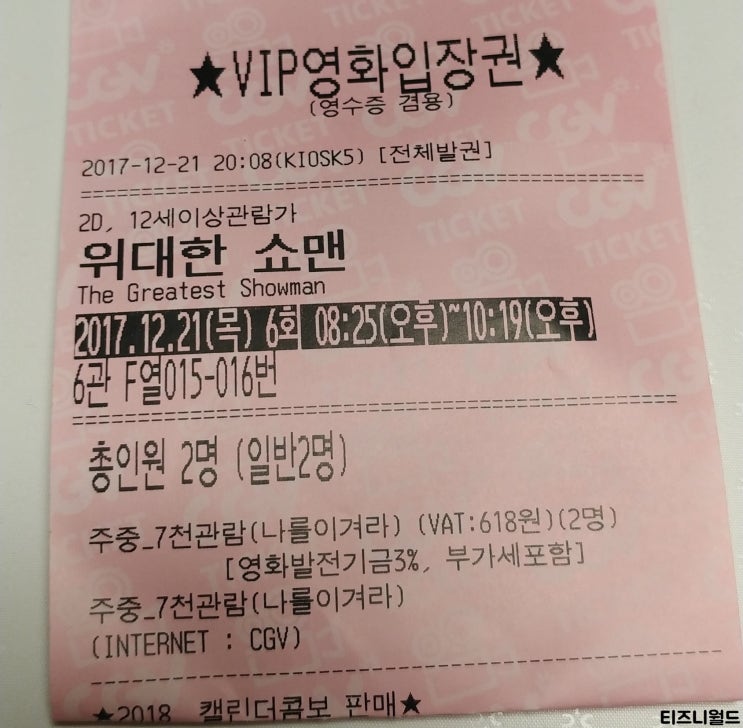 ★VIP영화입장권★
(영수증 겸용)
2017-12-21 20:08(KIOSK5) [전체발권]
2D, 12세이상관람가
위대한 쇼맨
The Greatest Showman
2017.12.21(목) 6회 08:25(오후)~10:19(오후)
6관 F열015-016번
총인원 2명 (일반2명)
주중_7천관람(나를이겨라) (VAT:618원)(2명)
[영화발전기금3%, 부가세포함]
주중_7천관람(나를이겨라)
(INTERNET : CGV)
★2018 캘린더콤보 판매★
티즈니월드